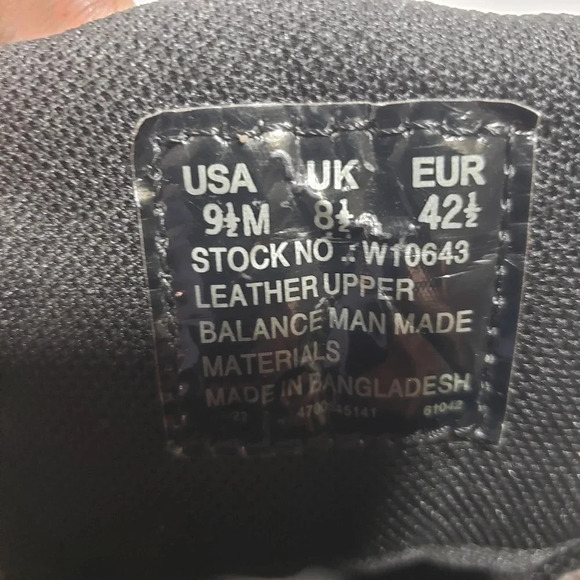 USA UK EUR
9½M 8½ 42½
STOCK NO.: W10643
LEATHER UPPER
BALANCE MAN MADE
MATERIALS
MADE IN BANGLADESH
61042